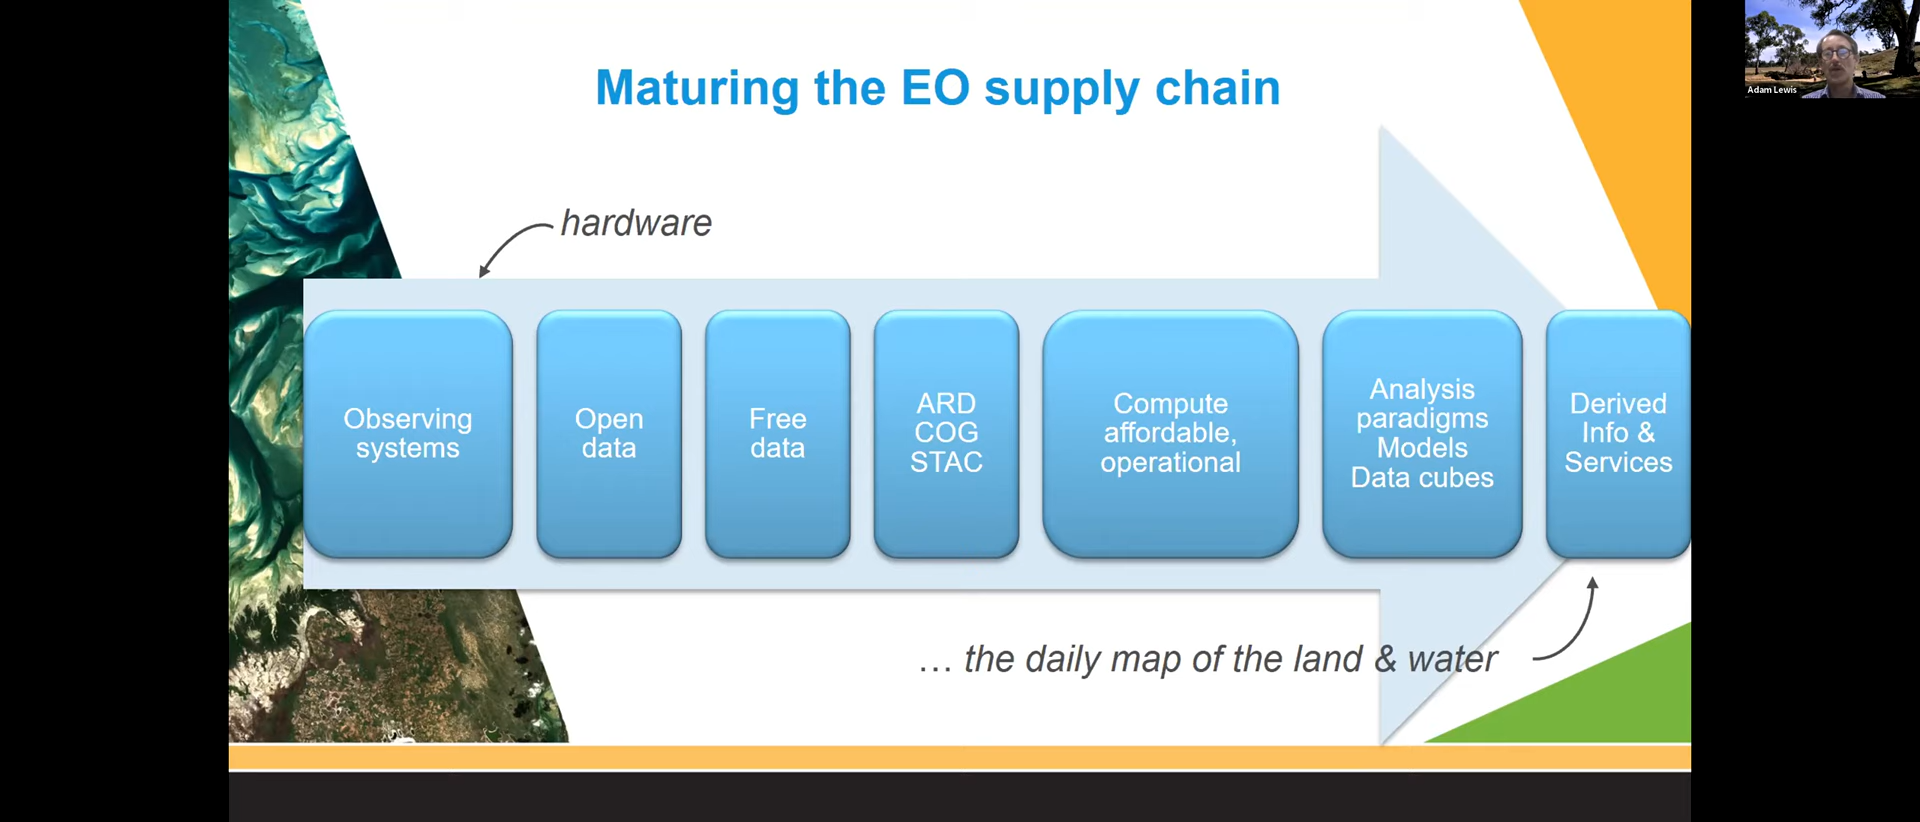 Maturing the EO supply chain
Adam Lewis
hardware
Observing
systems
Open
data
Free
data
ARD
COG
STAC
Compute
affordable,
operational
Analysis
paradigms
Models
Data cubes
Derived
Info &
Services
... the daily map of the land & water